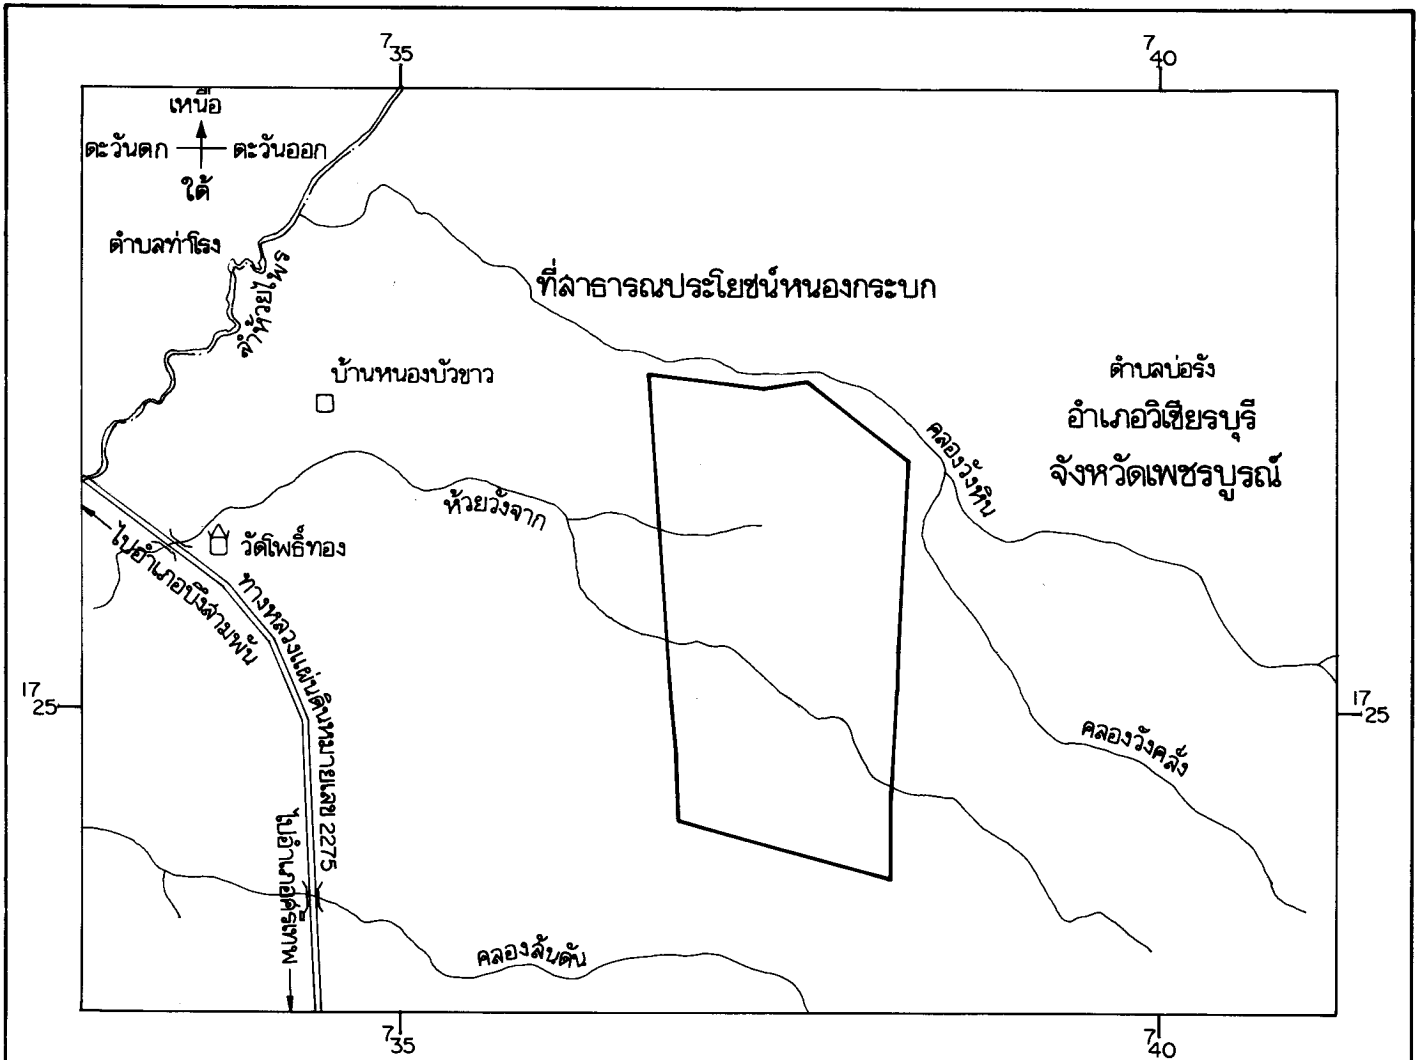 7 35
7 40
เหนือ
ตะวันตก
ตะวันออก
ใต้
ตำบลท่าโรง
ลำห้วยไพร
ที่สาธารณประโยชน์หนองกระบก
บ้านหนองบัวขาว
ตำบลบ่อรัง
อำเภอวิเชียรบุรี
จังหวัดเพชรบูรณ์
คลองวังหิน
ห้วยวังจาก
วัดโพธิ์ทอง
ไปอำเภอบึงสามพัน
ทางหลวงแผ่นดินหมายเลข 2275
17 25
17 25
คลองวังคลั่ง
ไปอำเภอศรีเทพ
คลองลับตัน
7 35
7 40